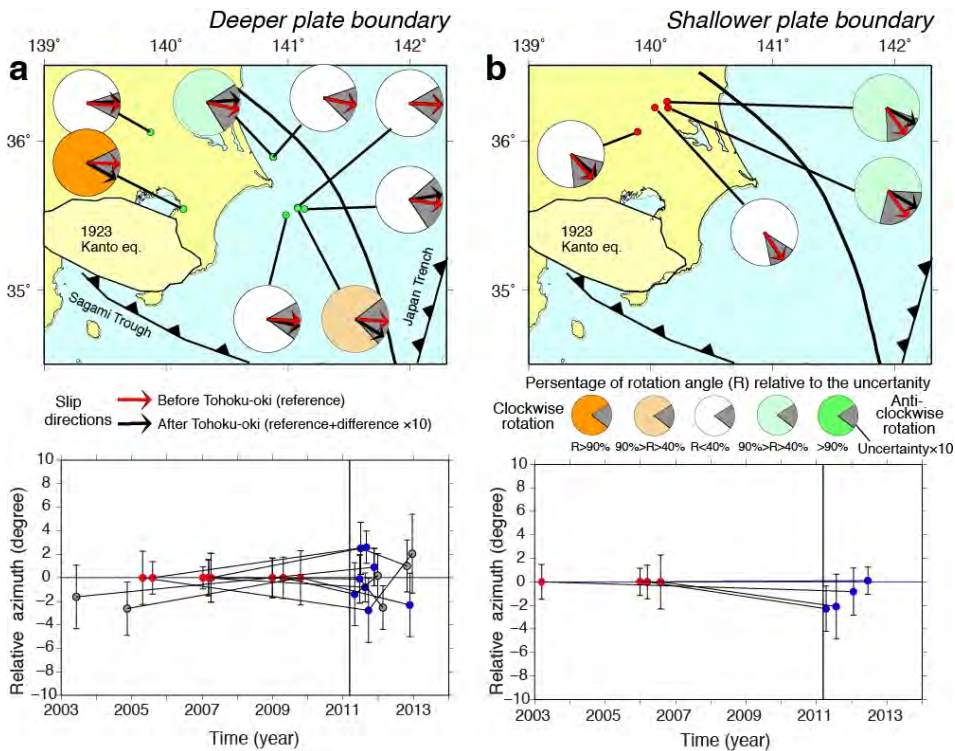 Deeper plate boundary
139° 140° 141° 142°
a
36°
35°
1923
Kanto eq.
Sagami Trough
Japan Trench
Shallower plate boundary
139° 140° 141° 142°
b
36°
35°
1923
Kanto eq.
Slip
directions
Before Tohoku-oki (reference)
After Tohoku-oki (reference+difference ×10)
Percentage of rotation angle (R) relative to the uncertanity
Clockwise
rotation
Anti-
clockwise
rotation
R>90% 90%>R>40% R<40% 90%>R>40% >90% Uncertainty×10
Relative azimuth (degree)
10
8
6
4
2
0
−2
−4
−6
−8
−10
2003 2005 2007 2009 2011 2013
Time (year)
Relative azimuth (degree)
10
8
6
4
2
0
−2
−4
−6
−8
−10
2003 2005 2007 2009 2011 2013
Time (year)